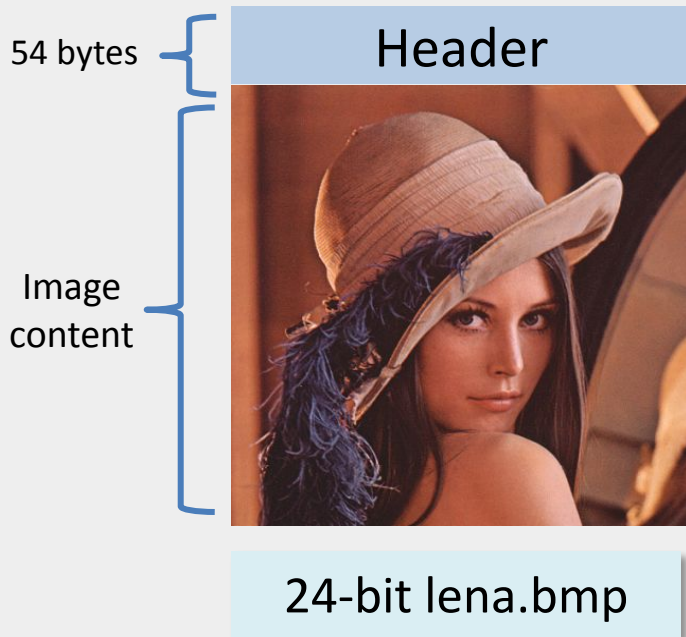 54 bytes
Header
Image
content
24-bit lena.bmp